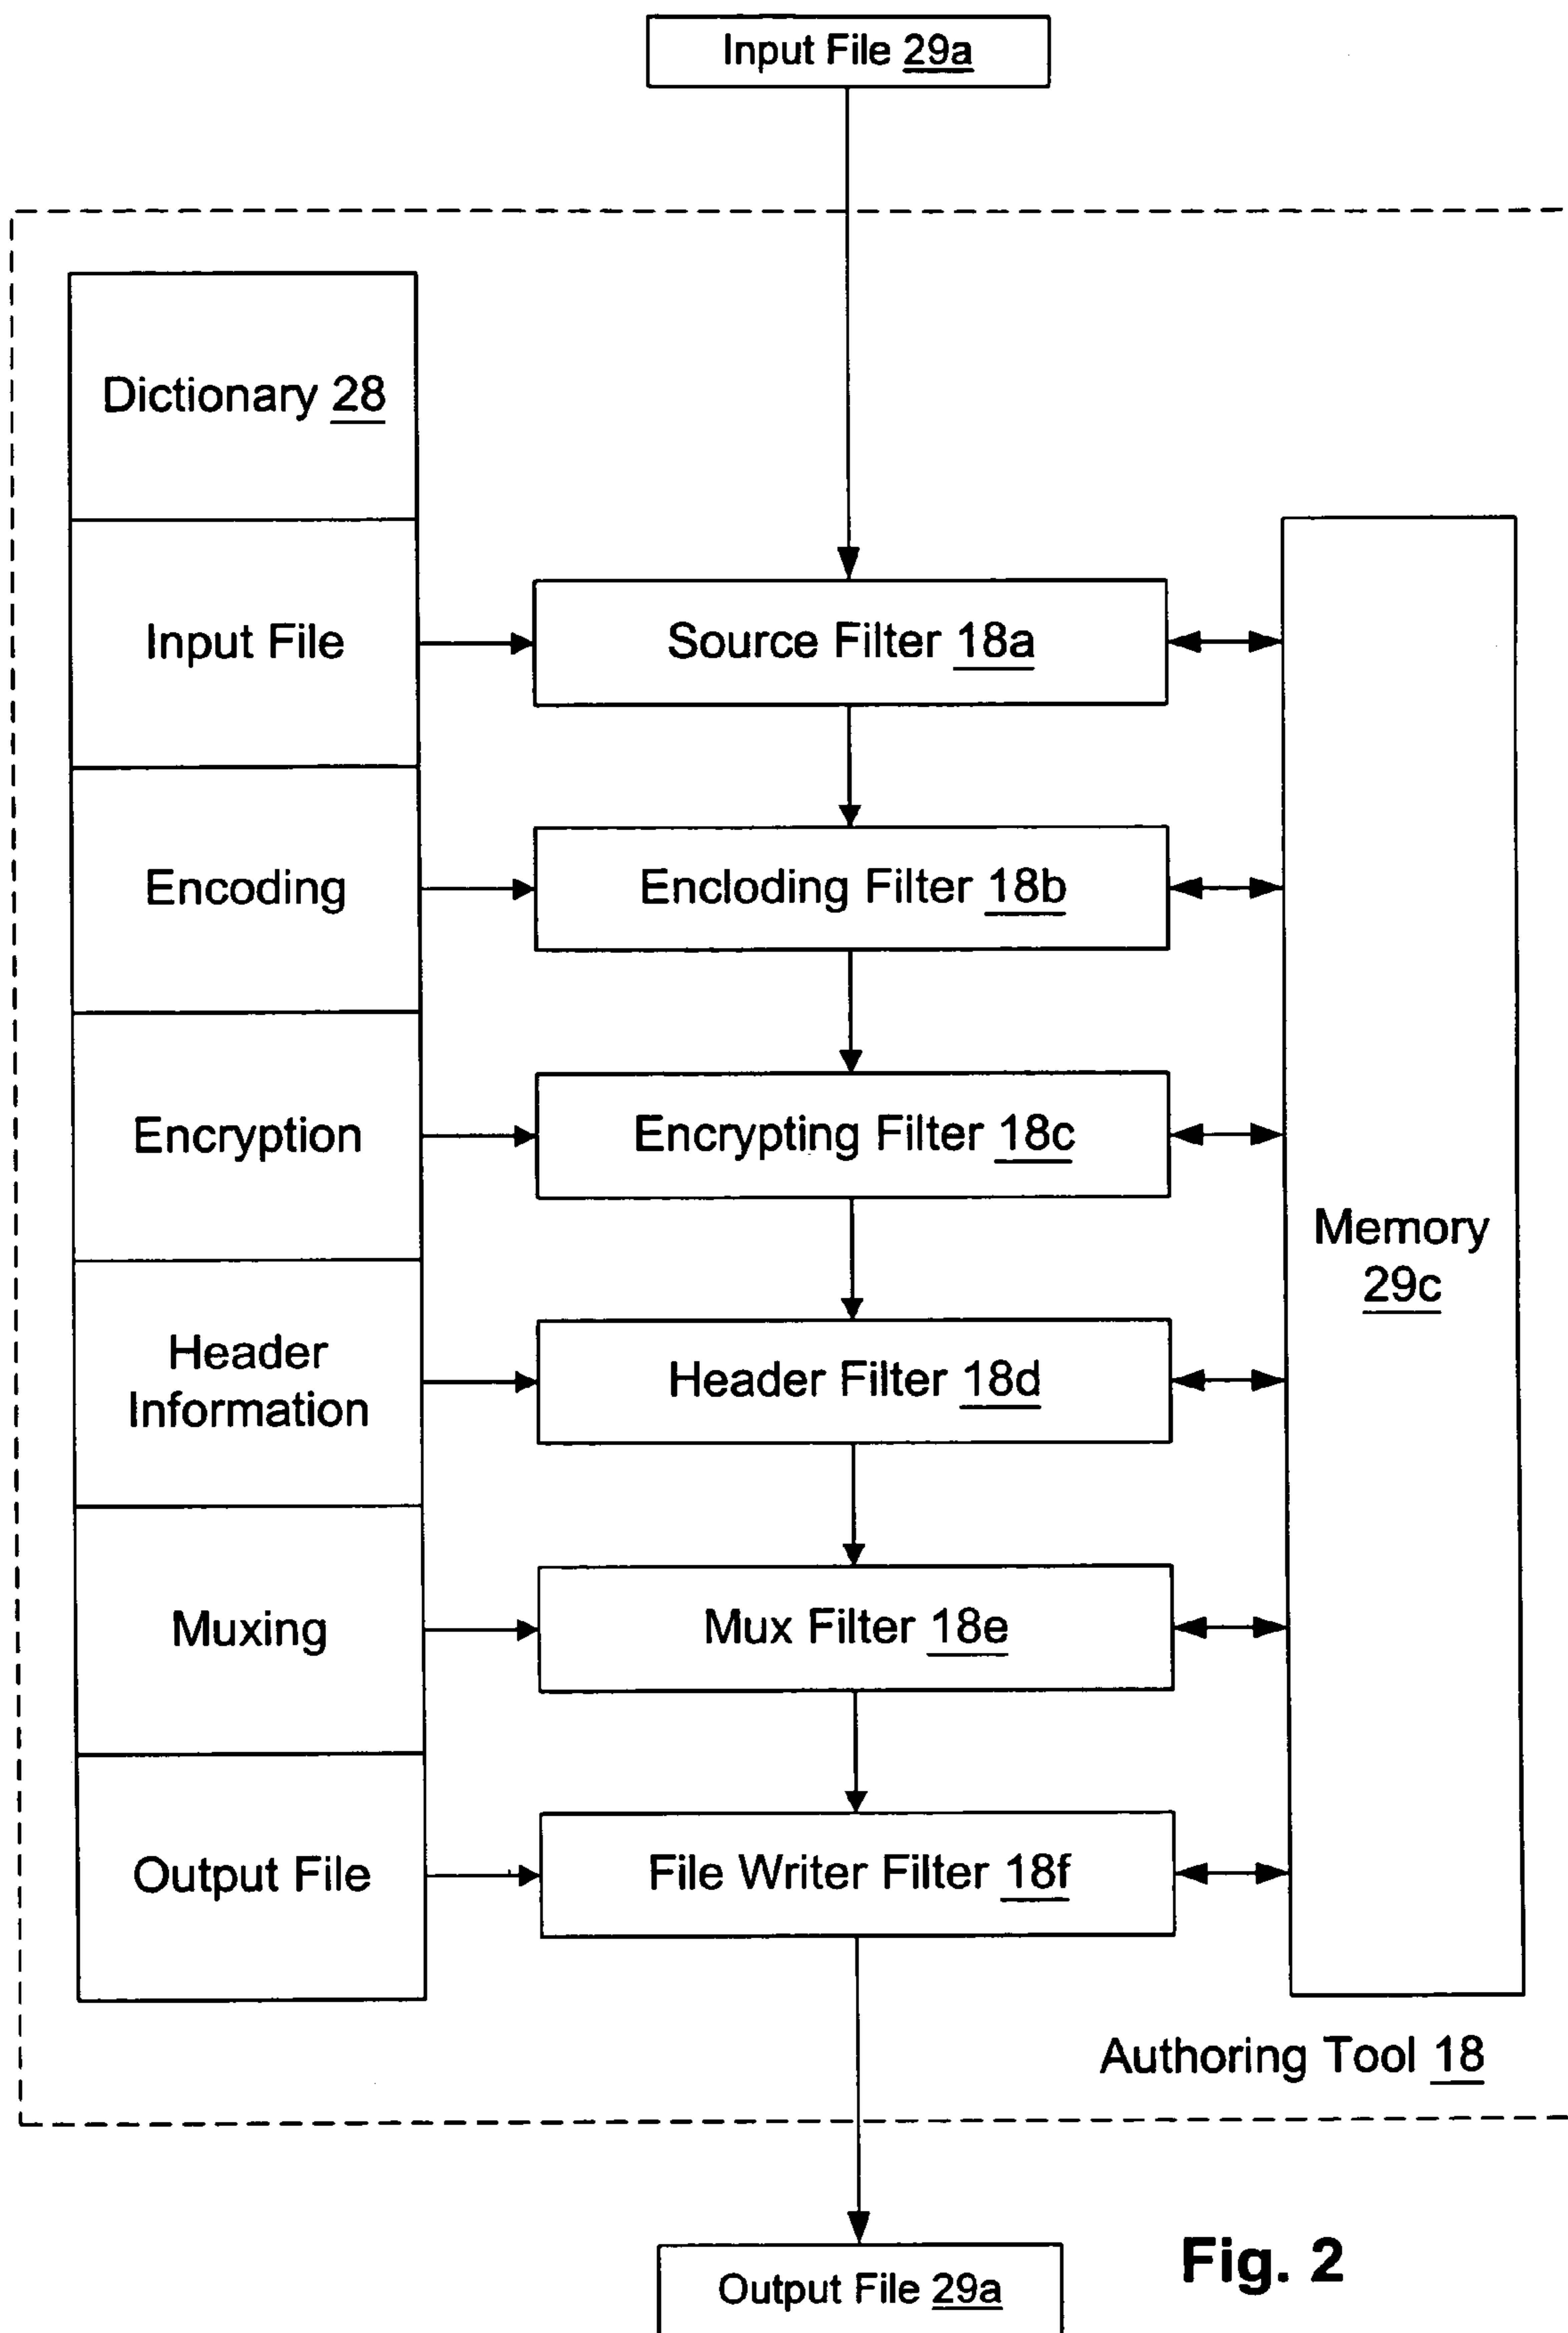 Input File 29a
Dictionary 28
Input File
Source Filter 18a
Encoding
Encloding Filter 18b
Encryption
Encrypting Filter 18c
Memory
29c
Header
Information
Header Filter 18d
Muxing
Mux Filter 18e
Output File
File Writer Filter 18f
Authoring Tool 18
Output File 29a
Fig. 2